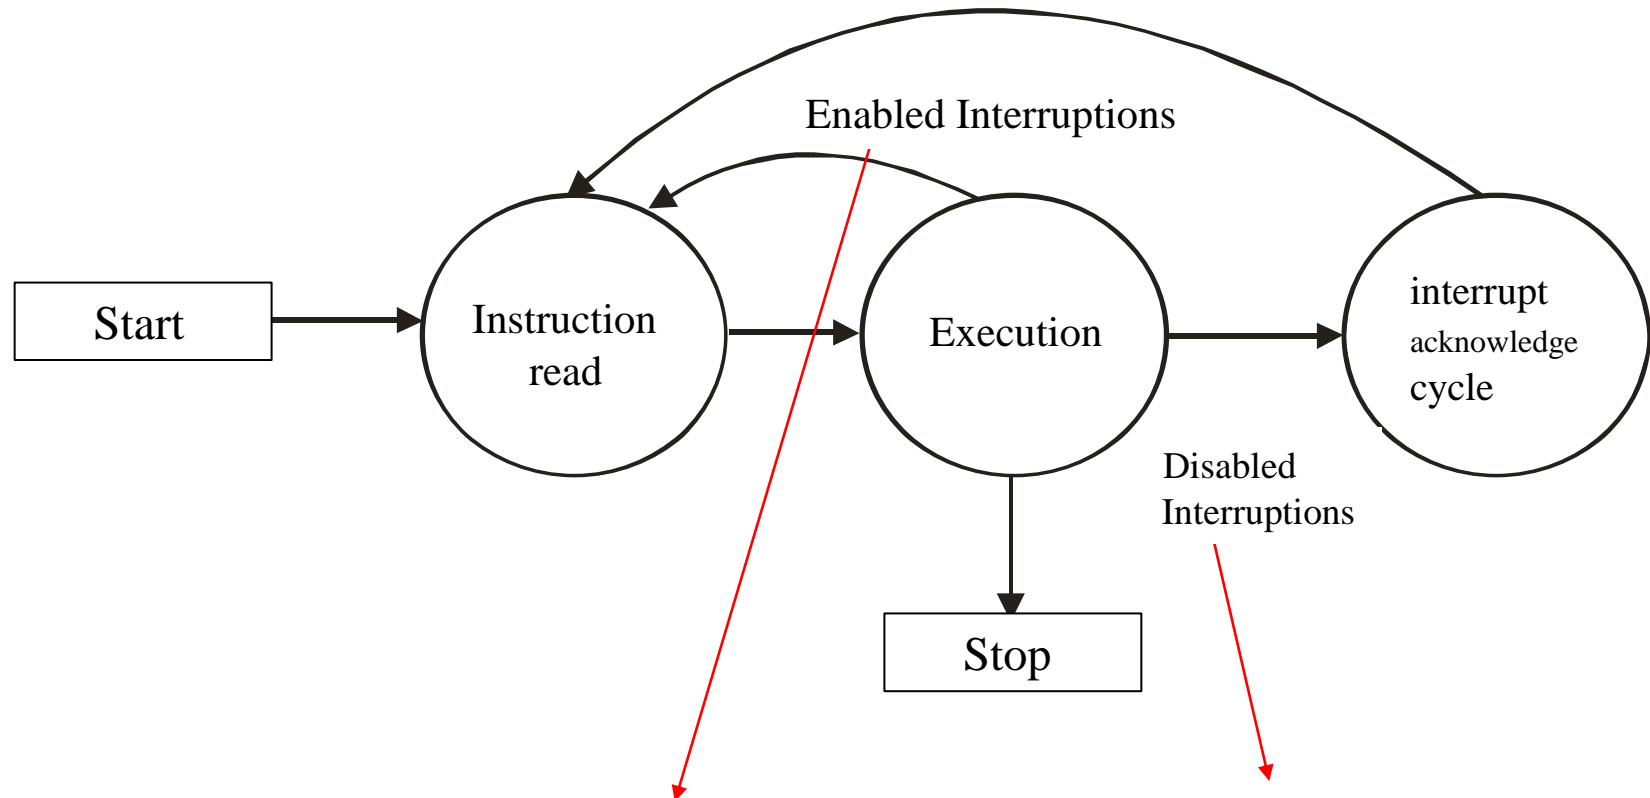 Enabled Interruptions
Start
Instruction
read
Execution
interrupt
acknowledge
cycle
Disabled
Interruptions
Stop